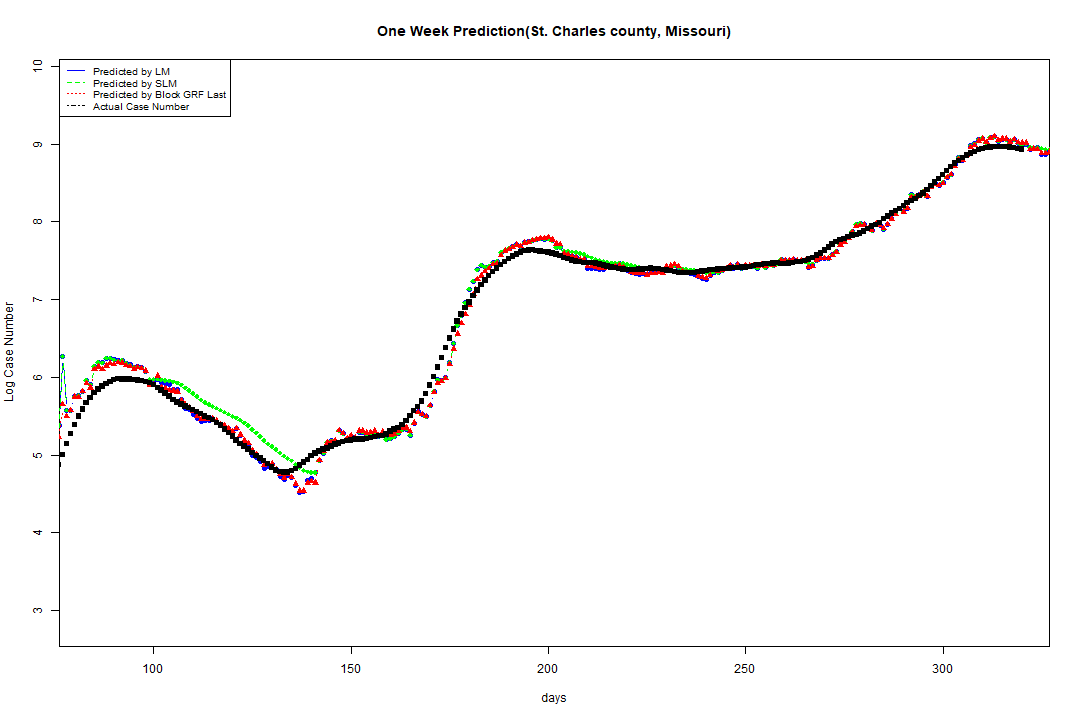 One Week Prediction(St. Charles county, Missouri)
Predicted by LM
Predicted by SLM
Predicted by Block GRF Last
Actual Case Number
10
9
8
7
6
5
4
3
Log Case Number
100 150 200 250 300
days